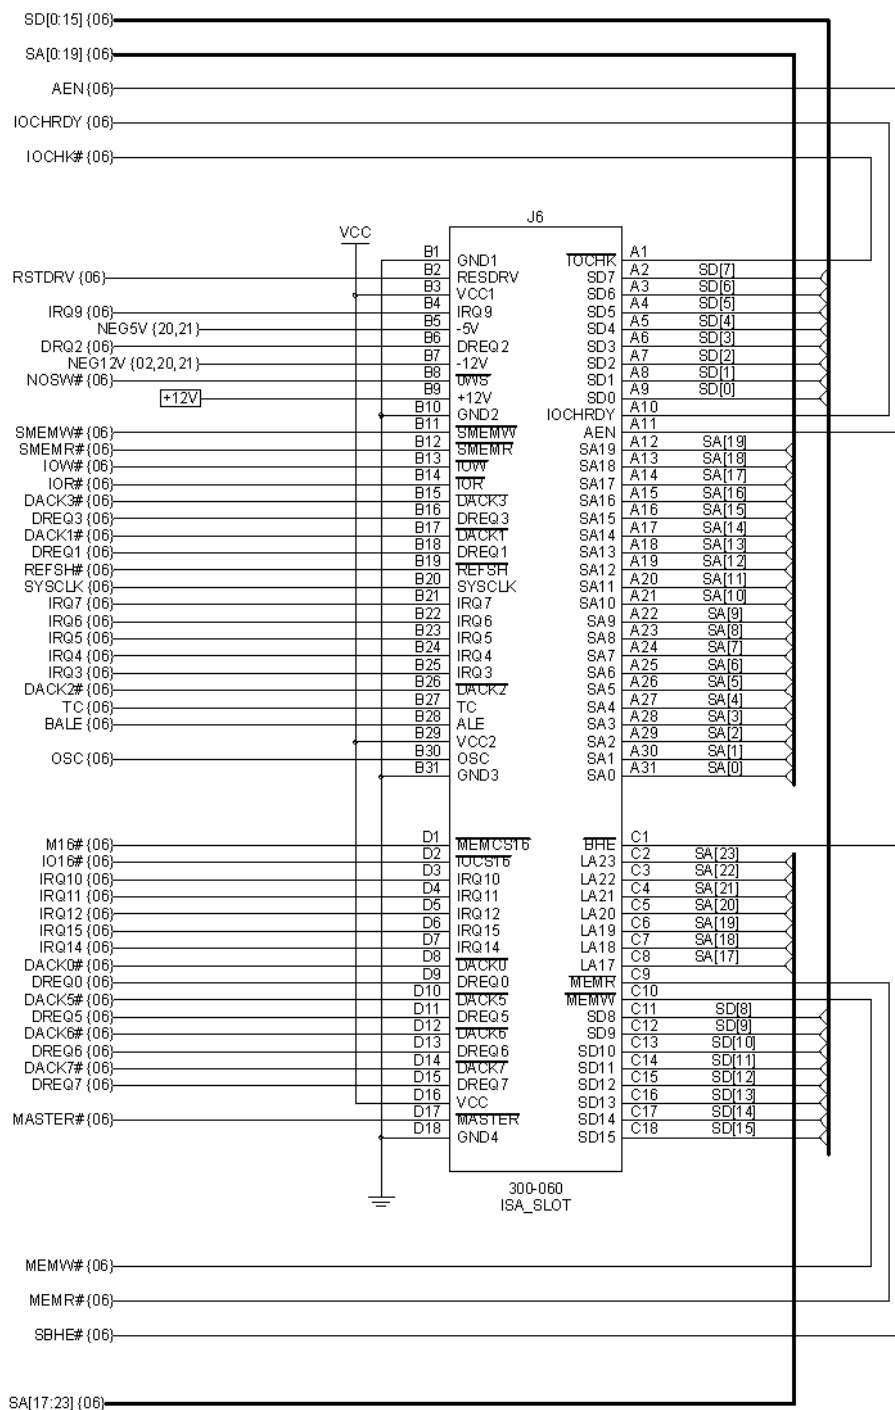 SD[0:15] {06}
SA[0:19] {06}
AEN {06}
IOCHRDY {06}
IOCHK# {06}
J6
VCC
B1 GND1 IOCHK A1
RSTDRV {06} B2 RESDRV SD7 A2 SD[7]
B3 VCC1 SD6 A3 SD[6]
IRQ9 {06} B4 IRQ9 SD5 A4 SD[5]
NEG5V {20,21} B5 -5V SD4 A5 SD[4]
DRQ2 {06} B6 DREQ2 SD3 A6 SD[3]
NEG12V {02,20,21} B7 -12V SD2 A7 SD[2]
NOSW# {06} B8 0WS SD1 A8 SD[1]
+12V B9 +12V SD0 A9 SD[0]
B10 GND2 IOCHRDY A10
SMEMW# {06} B11 SMEMW AEN A11
SMEMR# {06} B12 SMEMR SA19 A12 SA[19]
IOW# {06} B13 IOW SA18 A13 SA[18]
IOR# {06} B14 IOR SA17 A14 SA[17]
DACK3# {06} B15 DACK3 SA16 A15 SA[16]
DREQ3 {06} B16 DREQ3 SA15 A16 SA[15]
DACK1# {06} B17 DACK1 SA14 A17 SA[14]
DREQ1 {06} B18 DREQ1 SA13 A18 SA[13]
REFSH# {06} B19 REFSH SA12 A19 SA[12]
SYSCLK {06} B20 SYSCLK SA11 A20 SA[11]
IRQ7 {06} B21 IRQ7 SA10 A21 SA[10]
IRQ6 {06} B22 IRQ6 SA9 A22 SA[9]
IRQ5 {06} B23 IRQ5 SA8 A23 SA[8]
IRQ4 {06} B24 IRQ4 SA7 A24 SA[7]
IRQ3 {06} B25 IRQ3 SA6 A25 SA[6]
DACK2# {06} B26 DACK2 SA5 A26 SA[5]
TC {06} B27 TC SA4 A27 SA[4]
BALE {06} B28 ALE SA3 A28 SA[3]
B29 VCC2 SA2 A29 SA[2]
OSC {06} B30 OSC SA1 A30 SA[1]
B31 GND3 SA0 A31 SA[0]
M16# {06} D1 MEMCS16 BHE C1
IO16# {06} D2 IOCS16 LA23 C2 SA[23]
IRQ10 {06} D3 IRQ10 LA22 C3 SA[22]
IRQ11 {06} D4 IRQ11 LA21 C4 SA[21]
IRQ12 {06} D5 IRQ12 LA20 C5 SA[20]
IRQ15 {06} D6 IRQ15 LA19 C6 SA[19]
IRQ14 {06} D7 IRQ14 LA18 C7 SA[18]
DACK0# {06} D8 DACK0 LA17 C8 SA[17]
DREQ0 {06} D9 DREQ0 MEMR C9
DACK5# {06} D10 DACK5 MEMW C10
DREQ5 {06} D11 DREQ5 SD8 C11 SD[8]
DACK6# {06} D12 DACK6 SD9 C12 SD[9]
DREQ6 {06} D13 DREQ6 SD10 C13 SD[10]
DACK7# {06} D14 DACK7 SD11 C14 SD[11]
DREQ7 {06} D15 DREQ7 SD12 C15 SD[12]
D16 VCC SD13 C16 SD[13]
MASTER# {06} D17 MASTER SD14 C17 SD[14]
D18 GND4 SD15 C18 SD[15]
300-060
ISA_SLOT
MEMW# {06}
MEMR# {06}
SBHE# {06}
SA[17:23] {06}